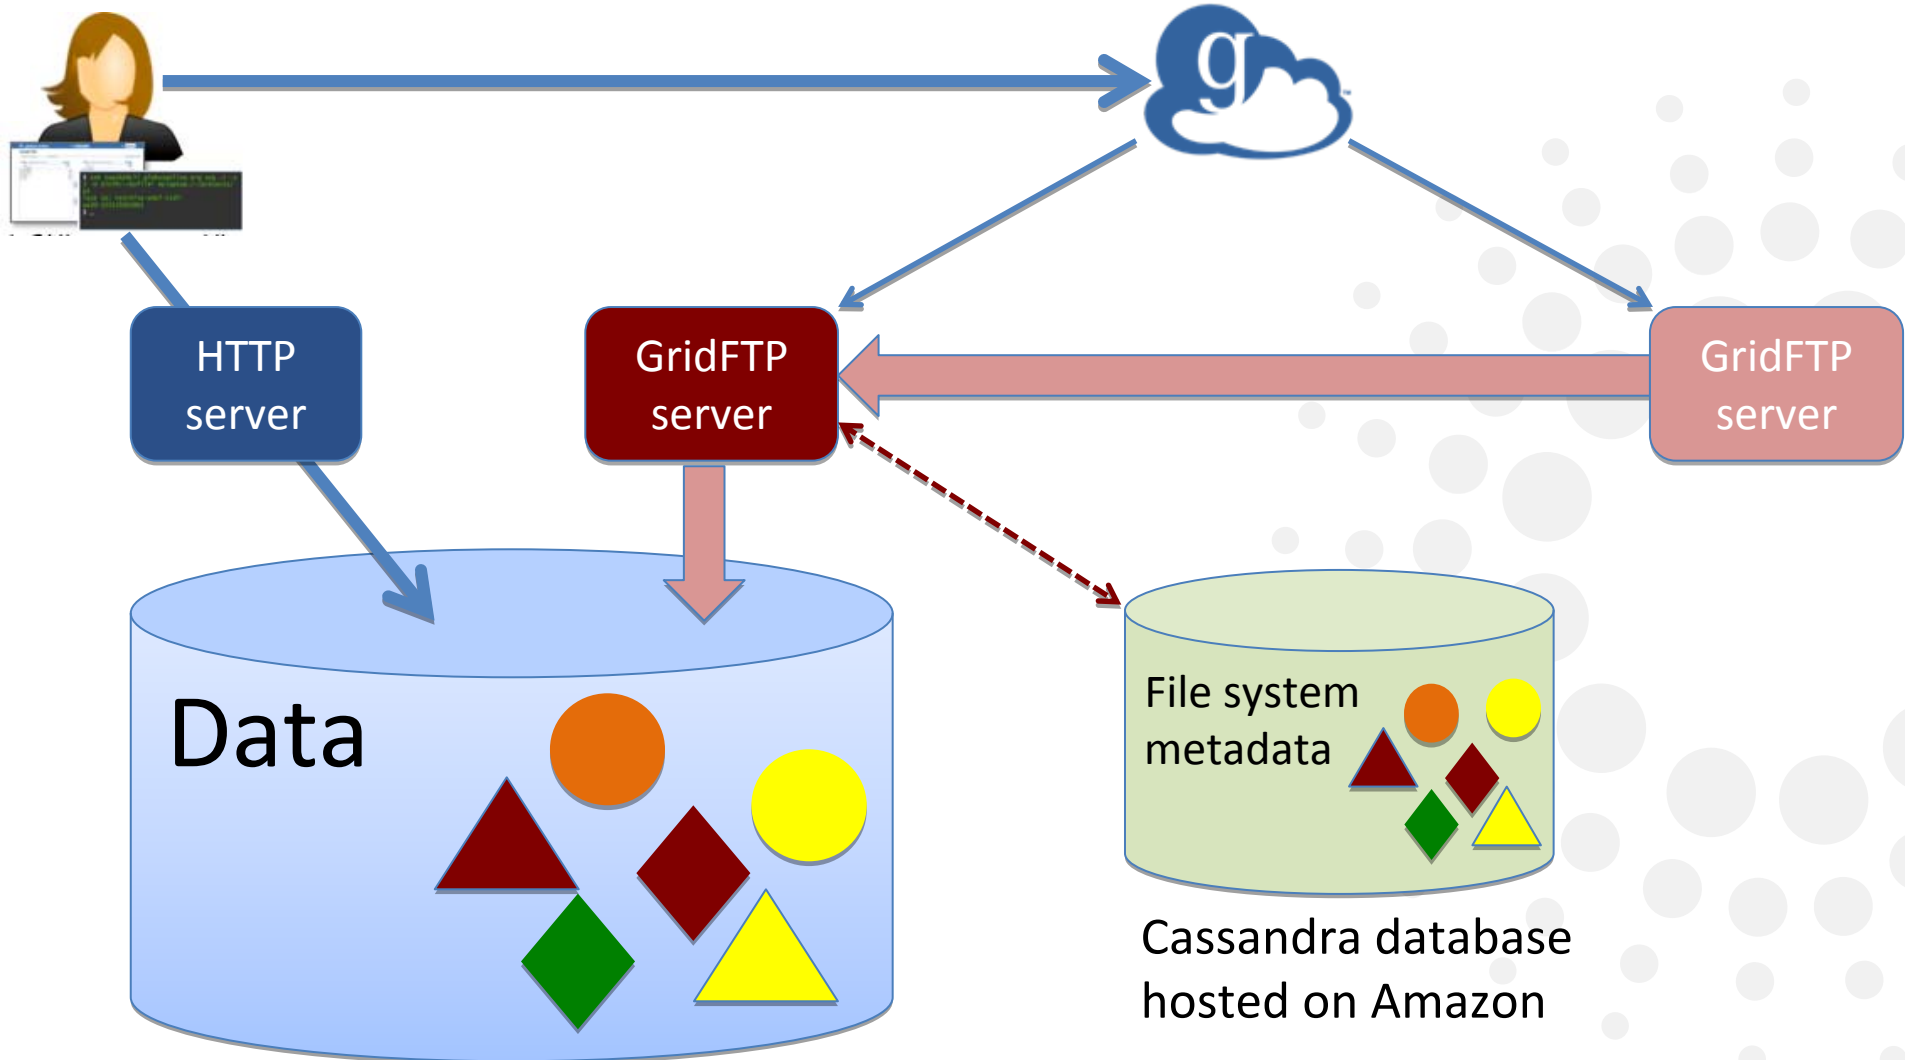 g
HTTP
server
GridFTP
server
GridFTP
server
Data
File system
metadata
Cassandra database
hosted on Amazon